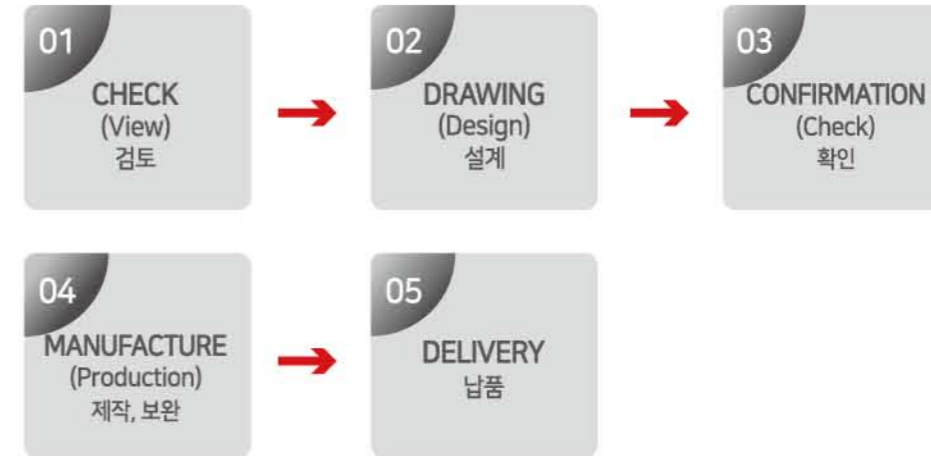 01
CHECK
(View)
검토
02
DRAWING
(Design)
설계
03
CONFIRMATION
(Check)
확인
04
MANUFACTURE
(Production)
제작, 보완
05
DELIVERY
납품